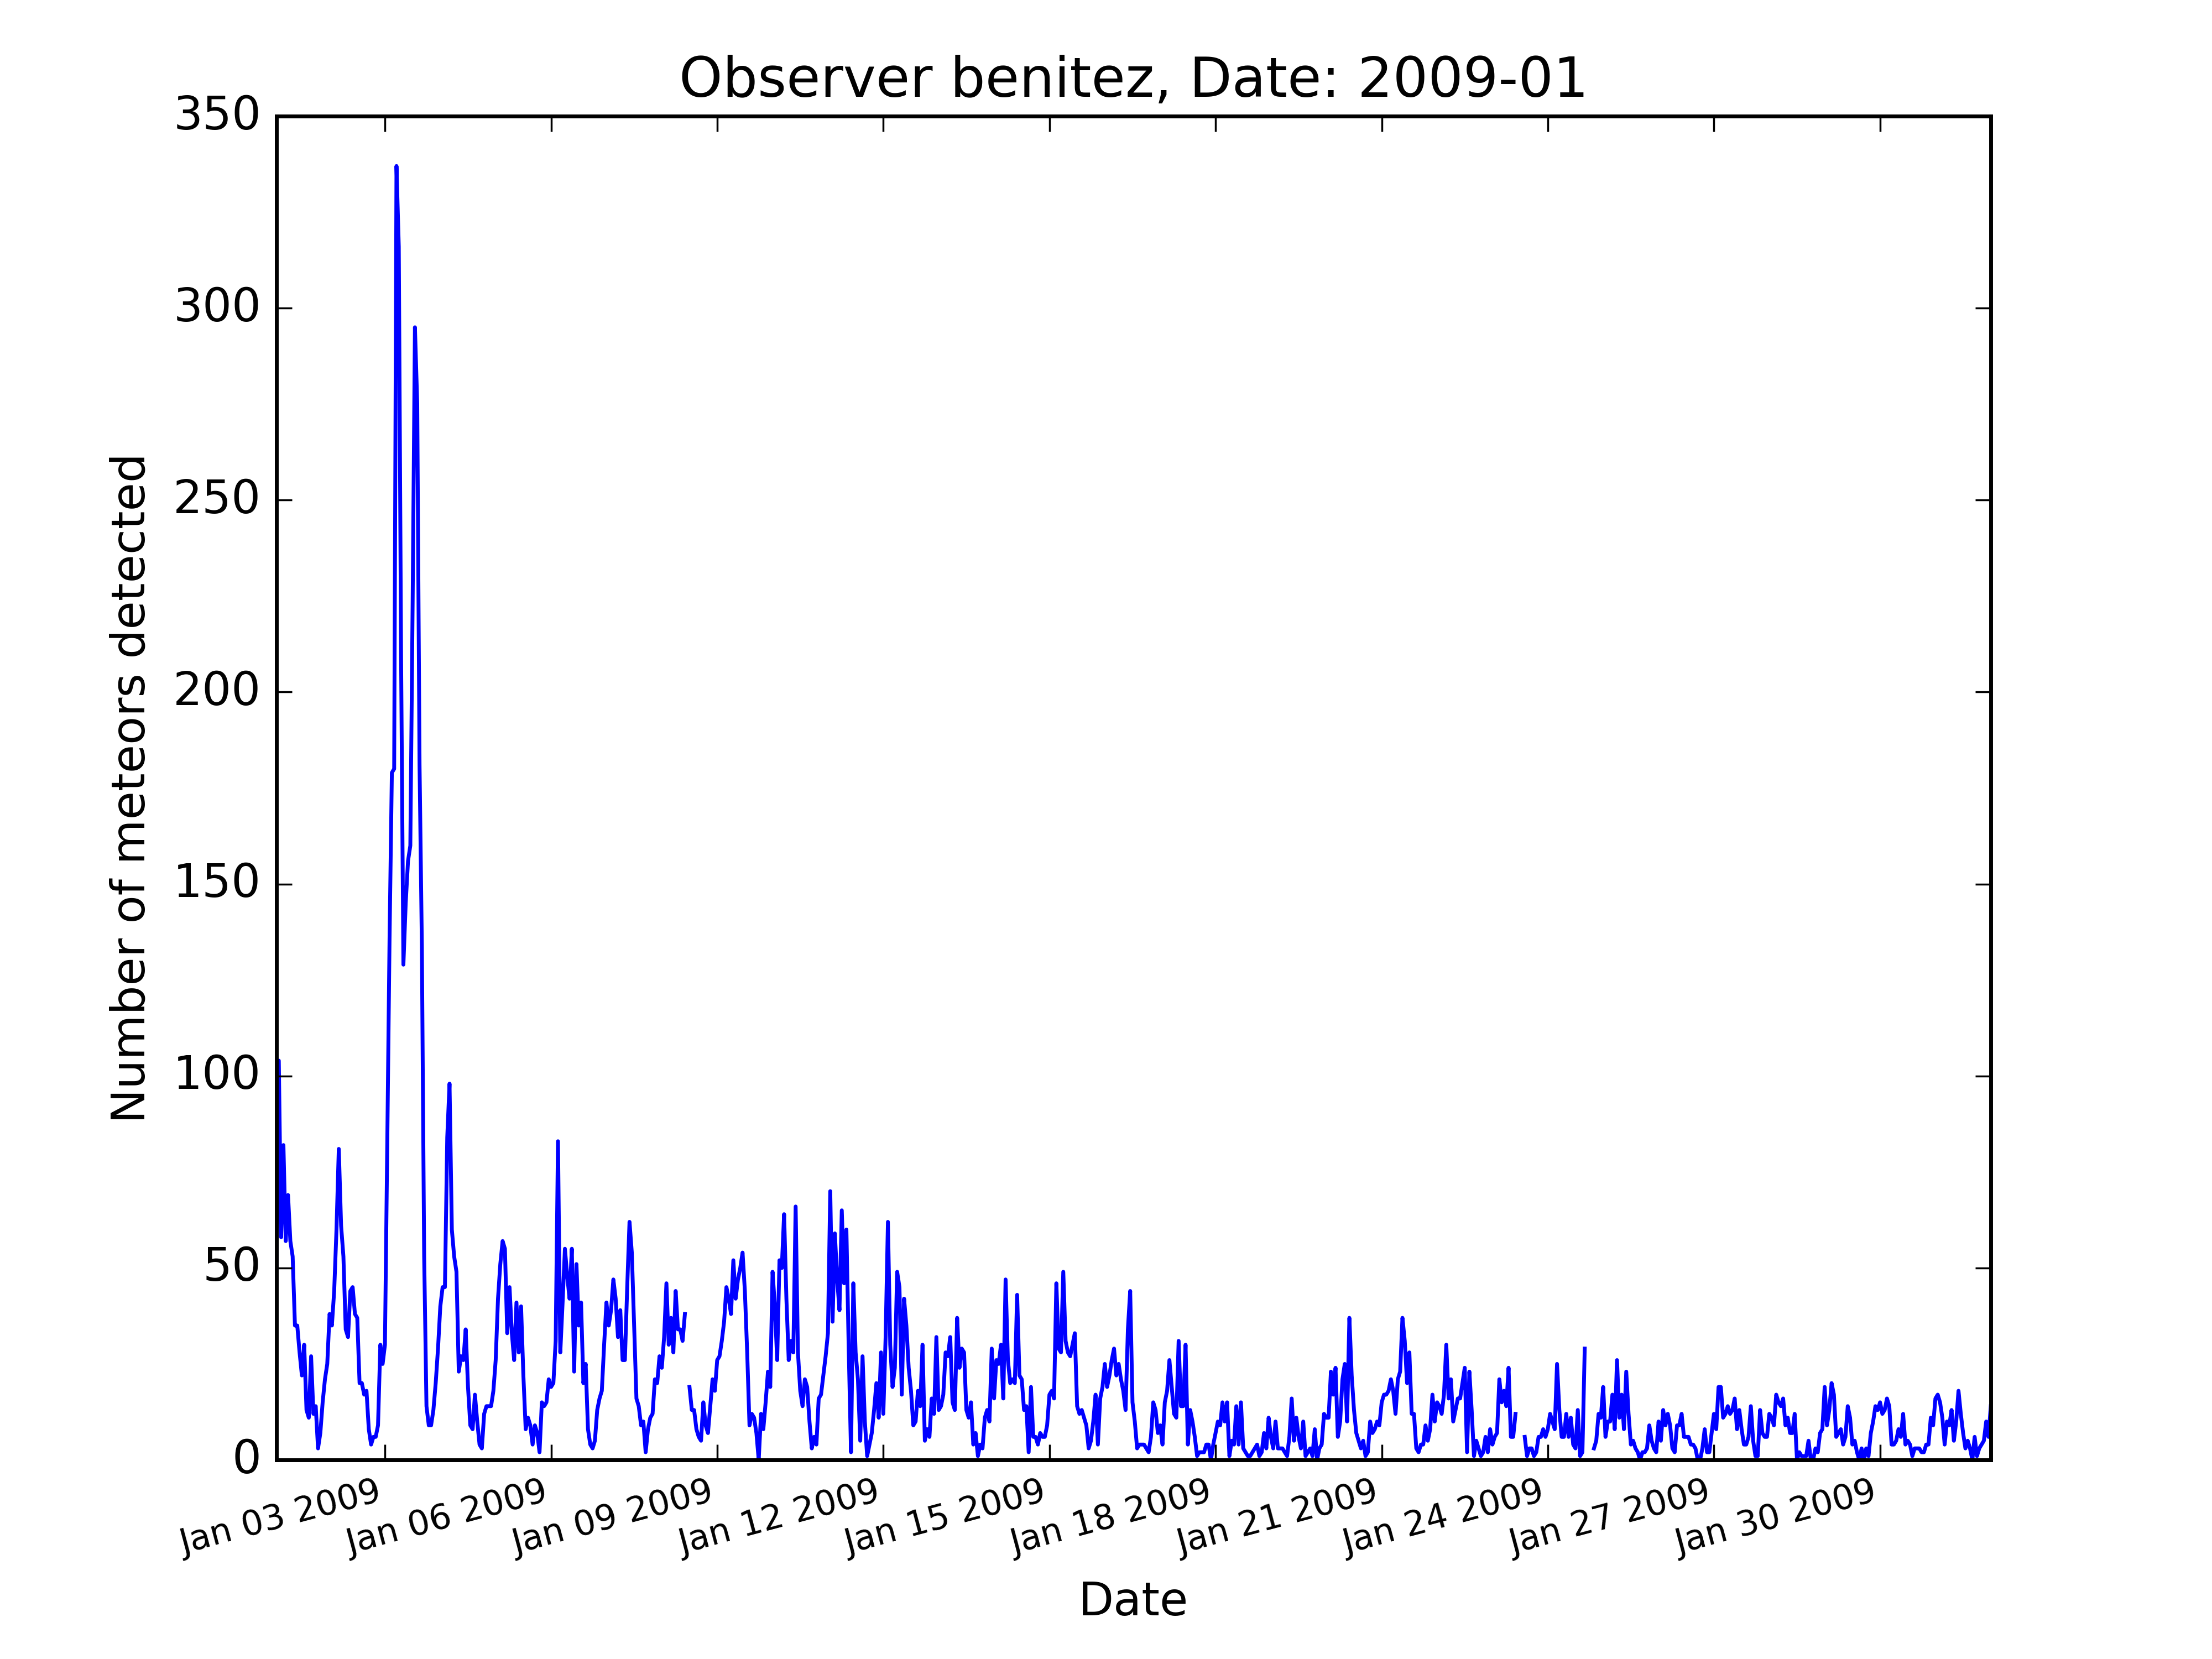 Observer benitez, Date: 2009-01
350
300
250
200
150
100
50
0
Number of meteors detected
Jan 03 2009
Jan 06 2009
Jan 09 2009
Jan 12 2009
Jan 15 2009
Jan 18 2009
Jan 21 2009
Jan 24 2009
Jan 27 2009
Jan 30 2009
Date